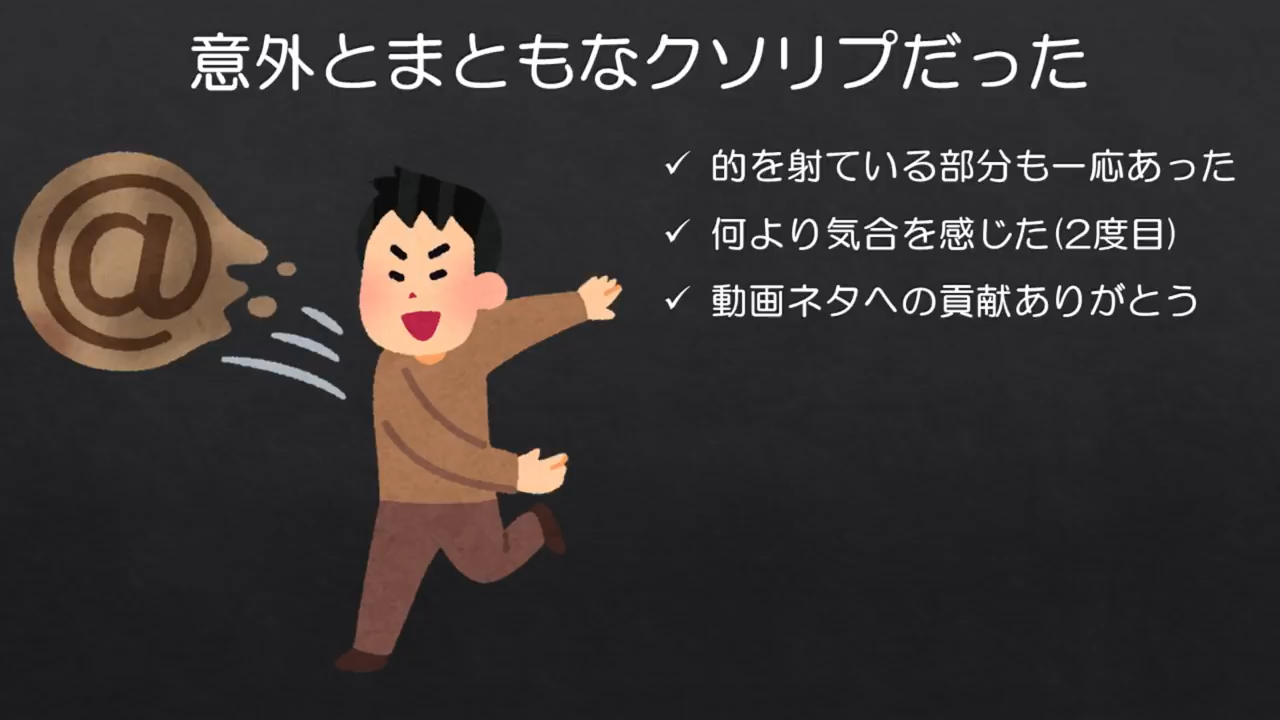 意外とまともなクソリプだった
@
✓ 的を射ている部分も一応あった
✓ 何より気合を感じた(2度目)
✓ 動画ネタへの貢献ありがとう